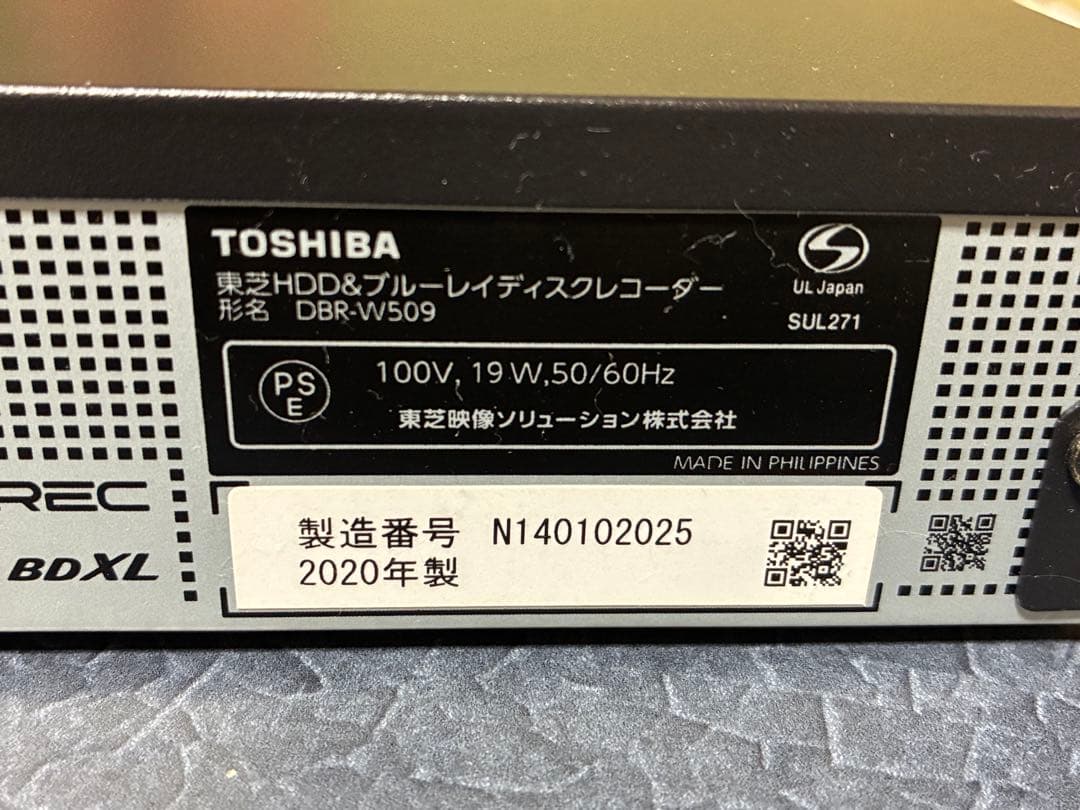 TOSHIBA
東芝HDD&ブルーレイディスクレコーダー
形名 DBR-W509
UL Japan
SUL271
PS
E
100V, 19W,50/60Hz
東芝映像ソリューション株式会社
MADE IN PHILIPPINES
REC
BDXL
製造番号 N140102025
2020年製